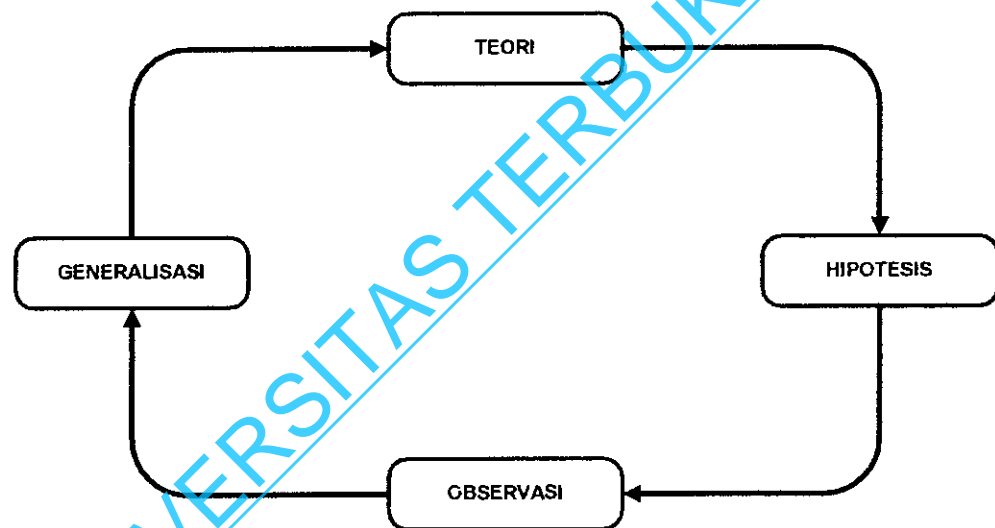 TEORI
GENERALISASI
HIPOTESIS
OBSERVASI
VERSITAS TERBUK